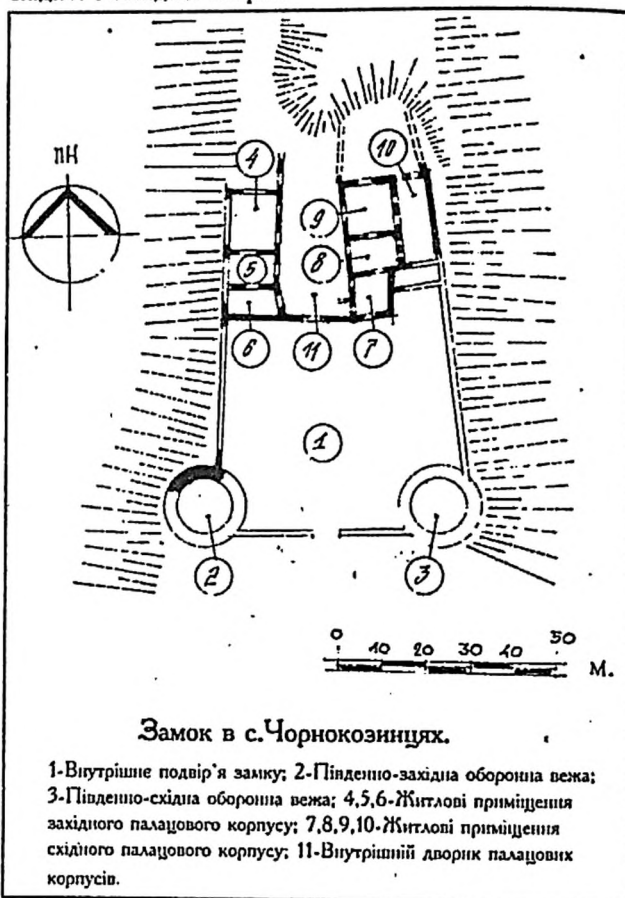 ПН
4
10
9
5
8
6
11
7
1
2
3
0 10 20 30 40 50
М.
Замок в с.Чорнокозинцях.
1-Внутрішнє подвір'я замку; 2-Південно-західна оборонна вежа;
3-Південно-східна оборонна вежа; 4,5,6-Житлові приміщення
західного палацового корпусу; 7,8,9,10-Житлові приміщення
східного палацового корпусу; 11-Внутрішній дворик палацових
корпусів.